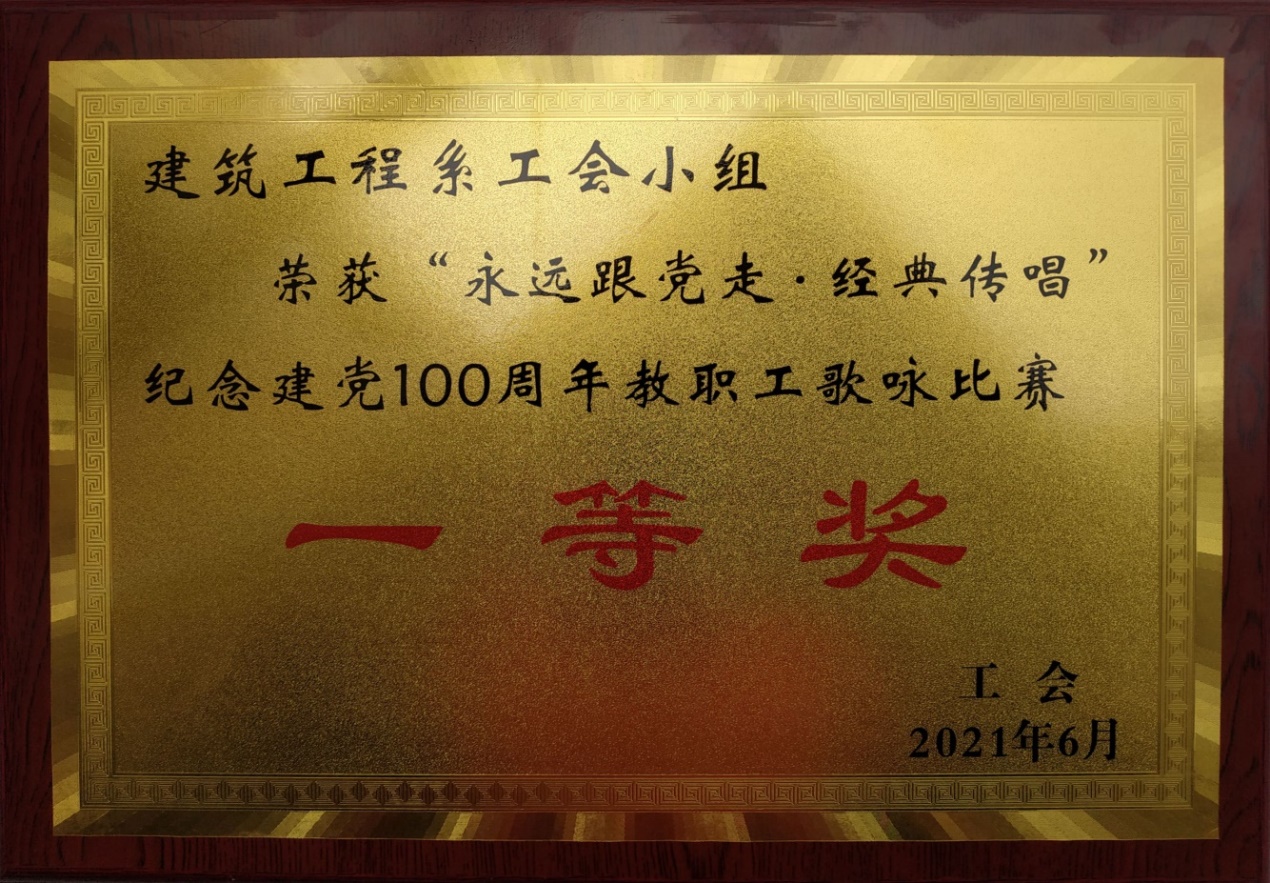 建筑工程系工会小组
荣获“永远跟党走·经典传唱”
纪念建党100周年教职工歌咏比赛
一等奖
工会
2021年6月